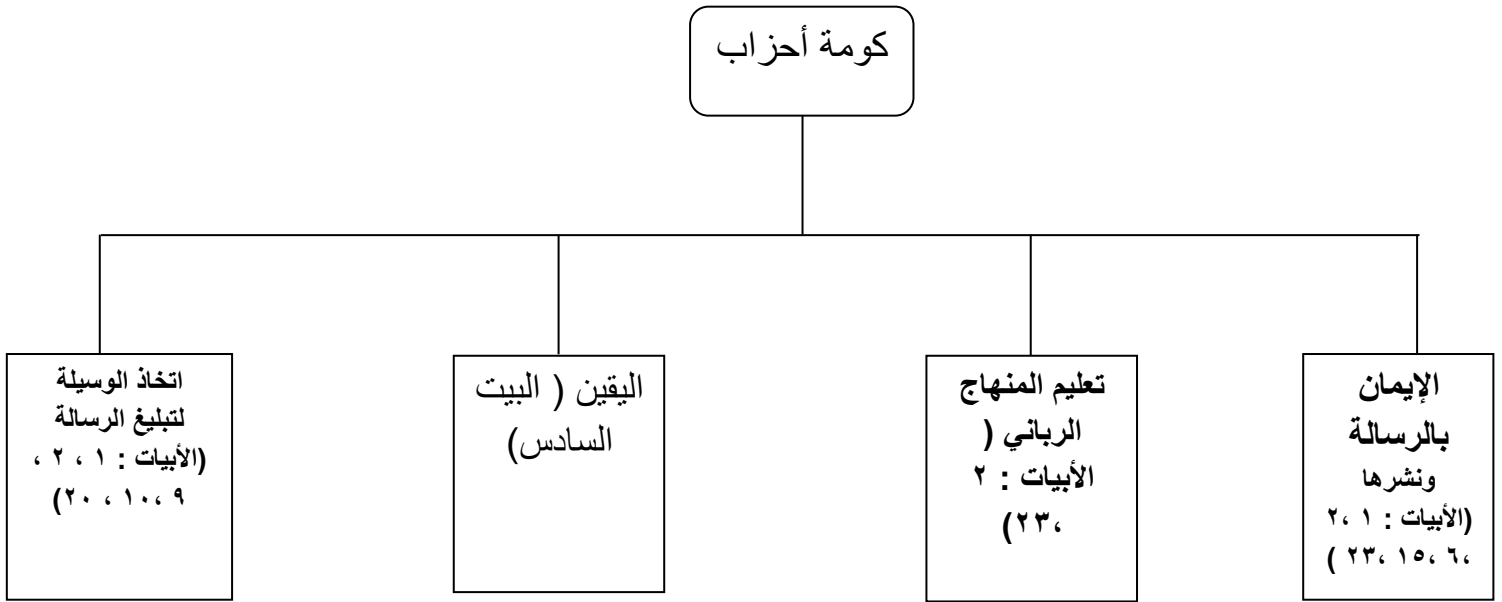 كومة أحزاب
الإيمان
بالرسالة
ونشرها
(الأبيات : ١ ،٢
،٦ ،١٥ ،٢٣ )
تعليم المنهاج
الرباني (
الأبيات : ٢
،٢٣)
اليقين ( البيت
السادس)
اتخاذ الوسيلة
لتبليغ الرسالة
(الأبيات : ١ ، ٢ ،
٩ ،١٠ ، ٢٠)